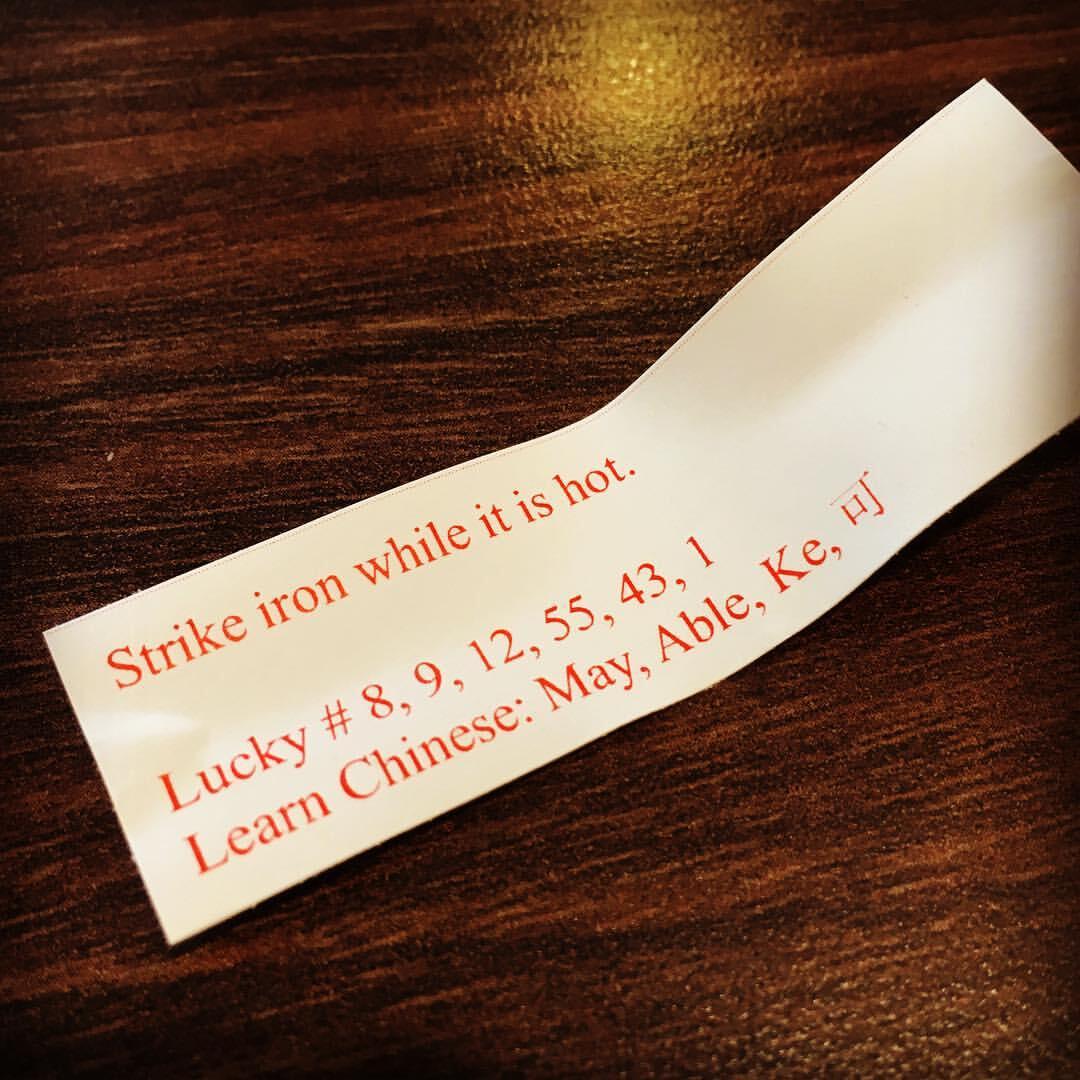 Strike iron while it is hot.
Lucky # 8, 9, 12, 55, 43, 1
Learn Chinese: May, Able, Ke, 可